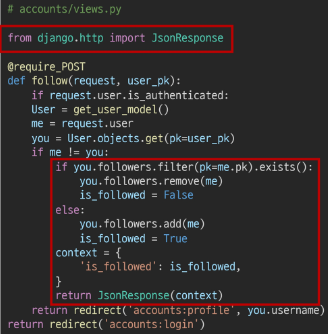 # accounts/views.py
from django.http import JsonResponse
@require_POST
def follow(request, user_pk):
    if request.user.is_authenticated:
    User = get_user_model()
    me = request.user
    you = User.objects.get(pk=user_pk)
    if me != you:
        if you.followers.filter(pk=me.pk).exists():
            you.followers.remove(me)
            is_followed = False
        else:
            you.followers.add(me)
            is_followed = True
        context = {
            'is_followed': is_followed,
        }
        return JsonResponse(context)
    return redirect('accounts:profile', you.username)
return redirect('accounts:login')